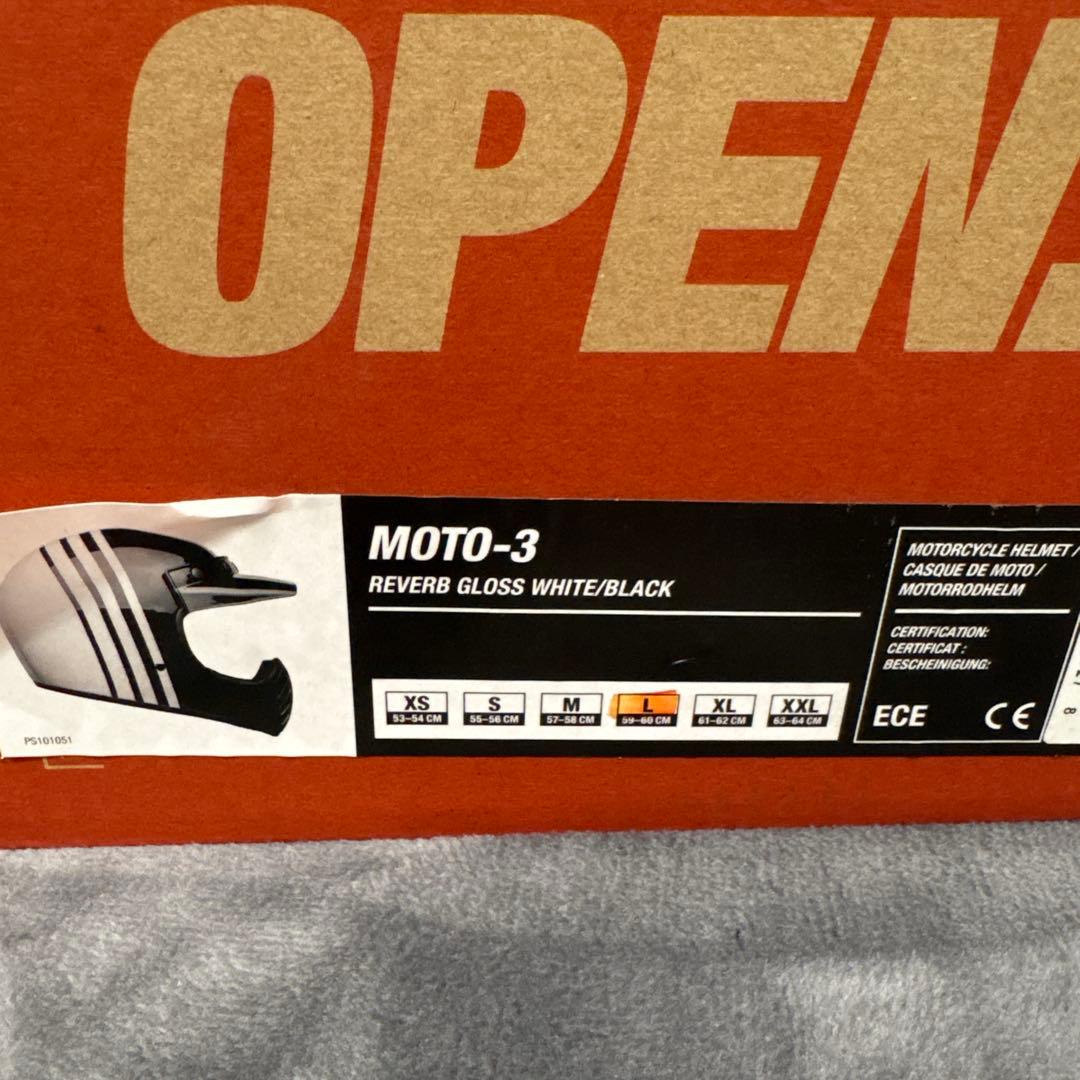 OPEN
MOTO-3
REVERB GLOSS WHITE/BLACK
XS S M L XL XXL
53-54 CM 55-56 CM 57-58 CM 59-60 CM 61-62 CM 63-64 CM
PS101051
MOTORCYCLE HELMET /
CASQUE DE MOTO /
MOTORRODHELM
CERTIFICATION:
CERTIFICAT :
BESCHEINIGUNG:
ECE CE
8